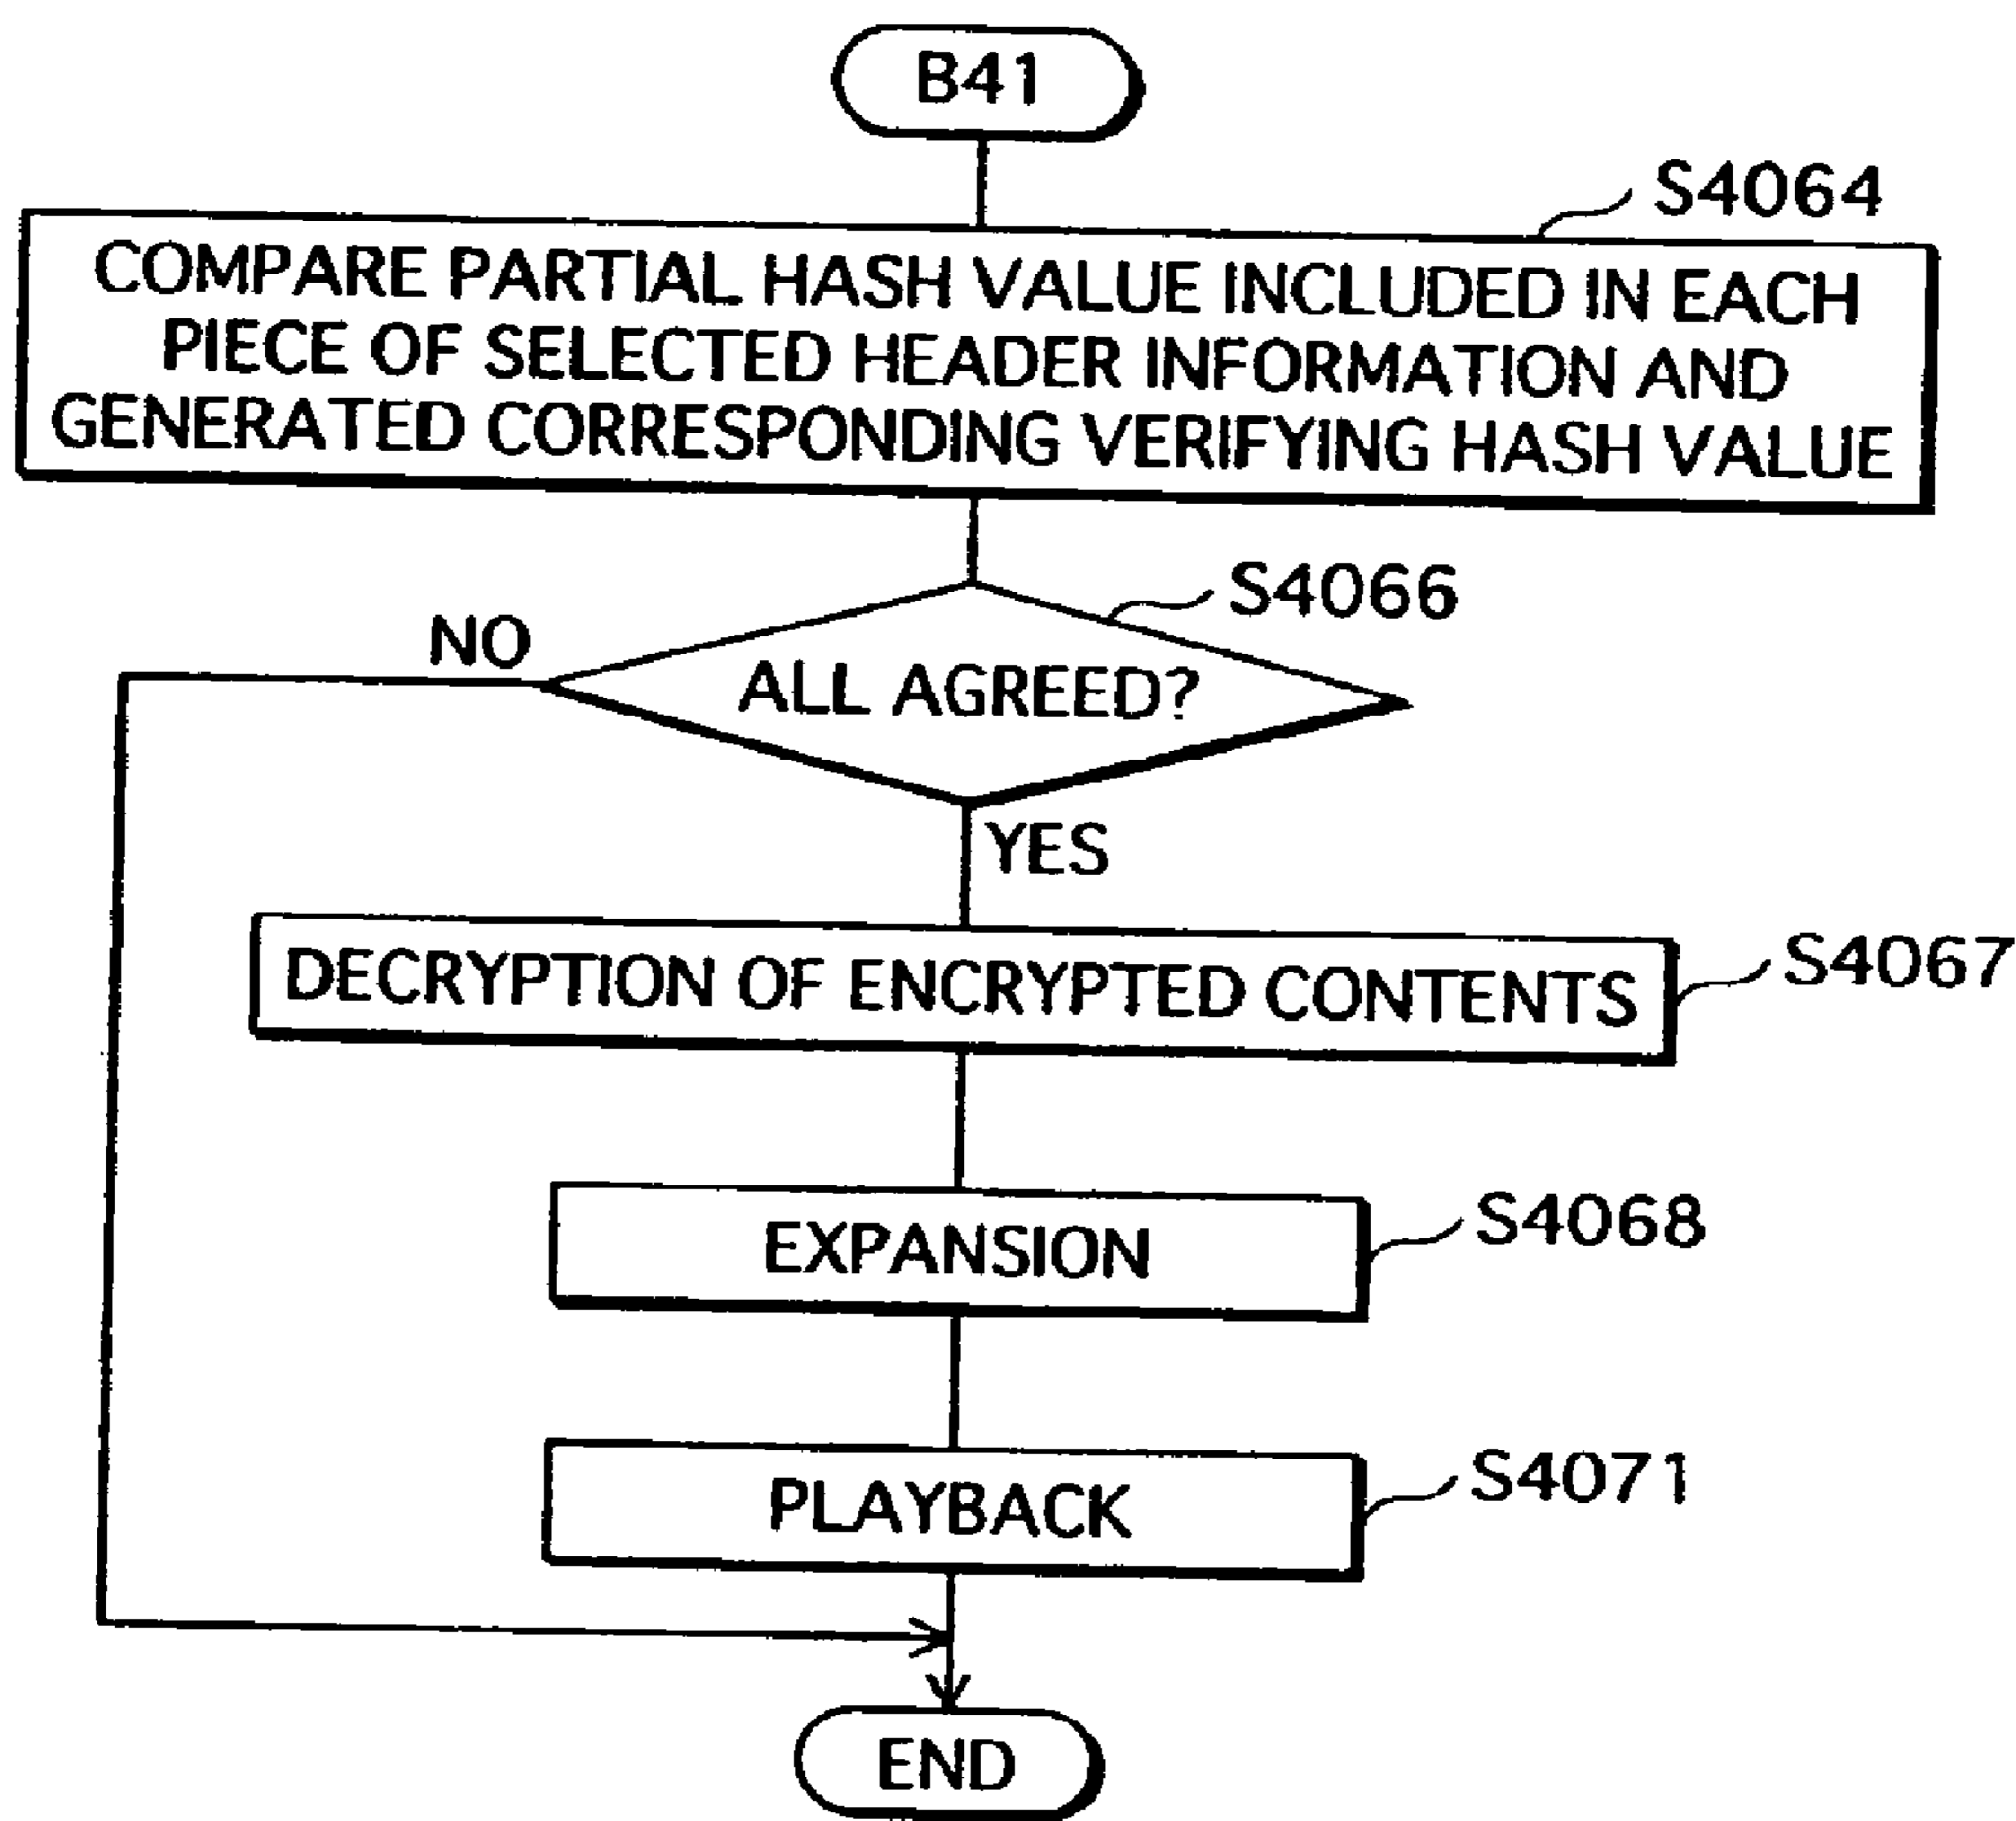 B41
S4064
COMPARE PARTIAL HASH VALUE INCLUDED IN EACH
PIECE OF SELECTED HEADER INFORMATION AND
GENERATED CORRESPONDING VERIFYING HASH VALUE
S4066
NO
ALL AGREED?
YES
DECRYPTION OF ENCRYPTED CONTENTS
S4067
EXPANSION
S4068
PLAYBACK
S4071
END